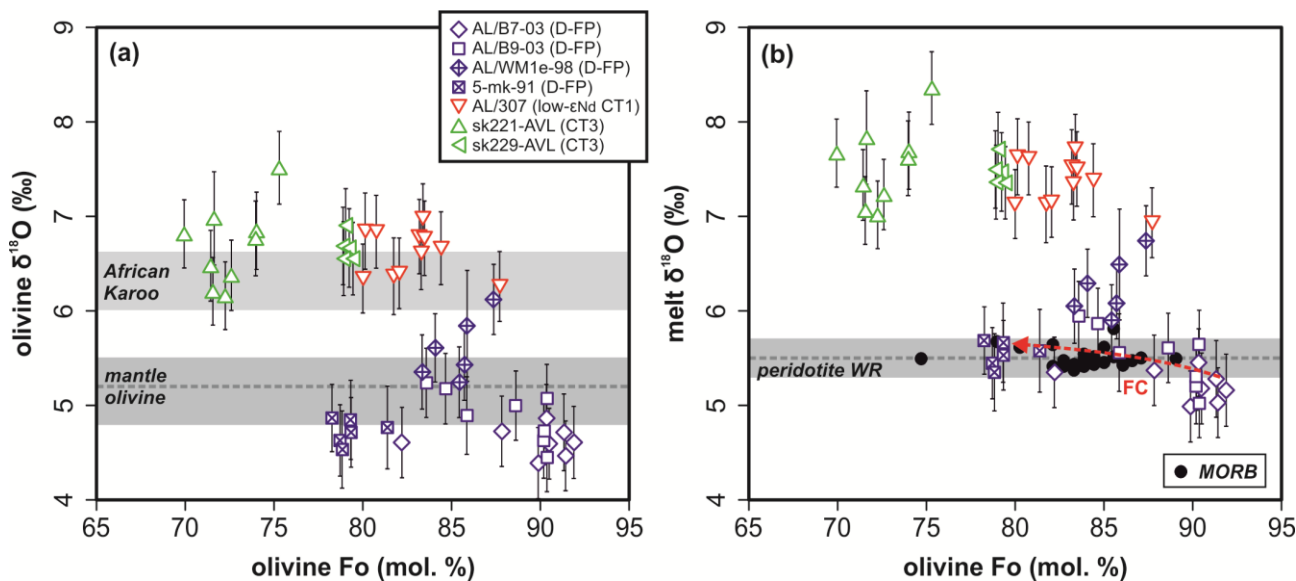 (a)
AL/B7-03 (D-FP)
AL/B9-03 (D-FP)
AL/WM1e-98 (D-FP)
5-mk-91 (D-FP)
AL/307 (low-εNd CT1)
sk221-AVL (CT3)
sk229-AVL (CT3)
African
Karoo
mantle
olivine
olivine δ¹⁸O (‰)
9
8
7
6
5
4
65 70 75 80 85 90 95
olivine Fo (mol. %)
(b)
peridotite WR
FC
MORB
melt δ¹⁸O (‰)
9
8
7
6
5
4
65 70 75 80 85 90 95
olivine Fo (mol. %)